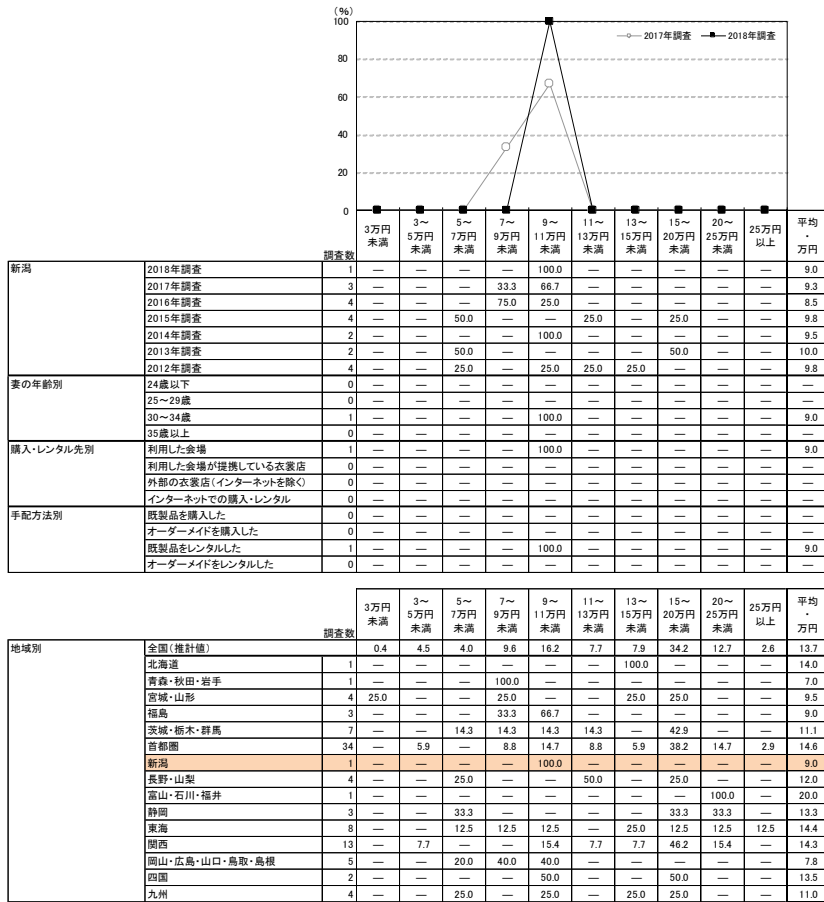 (%)
100
80
60
40
20
0
2017年調査 2018年調査
調査数 3万円未満 3～5万円未満 5～7万円未満 7～9万円未満 9～11万円未満 11～13万円未満 13～15万円未満 15～20万円未満 20～25万円未満 25万円以上 平均・万円
新潟 2018年調査 1 — — — — 100.0 — — — — — 9.0
2017年調査 3 — — — 33.3 66.7 — — — — — 9.3
2016年調査 4 — — — 75.0 25.0 — — — — — 8.5
2015年調査 4 — — 50.0 — — 25.0 — 25.0 — — 9.8
2014年調査 2 — — — — 100.0 — — — — — 9.5
2013年調査 2 — — 50.0 — — — — 50.0 — — 10.0
2012年調査 4 — — 25.0 — 25.0 25.0 25.0 — — — 9.8
妻の年齢別 24歳以下 0 — — — — — — — — — — —
25～29歳 0 — — — — — — — — — — —
30～34歳 1 — — — — 100.0 — — — — — 9.0
35歳以上 0 — — — — — — — — — — —
購入・レンタル先別 利用した会場 1 — — — — 100.0 — — — — — 9.0
利用した会場が提携している衣裳店 0 — — — — — — — — — — —
外部の衣裳店(インターネットを除く) 0 — — — — — — — — — — —
インターネットでの購入・レンタル 0 — — — — — — — — — — —
手配方法別 既製品を購入した 0 — — — — — — — — — — —
オーダーメイドを購入した 0 — — — — — — — — — — —
既製品をレンタルした 1 — — — — 100.0 — — — — — 9.0
オーダーメイドをレンタルした 0 — — — — — — — — — — —
調査数 3万円未満 3～5万円未満 5～7万円未満 7～9万円未満 9～11万円未満 11～13万円未満 13～15万円未満 15～20万円未満 20～25万円未満 25万円以上 平均・万円
地域別 全国(推計値) 0.4 4.5 4.0 9.6 16.2 7.7 7.9 34.2 12.7 2.6 13.7
北海道 1 — — — — — — 100.0 — — — 14.0
青森・秋田・岩手 1 — — — 100.0 — — — — — — 7.0
宮城・山形 4 25.0 — — 25.0 — — 25.0 25.0 — — 9.5
福島 3 — — — 33.3 66.7 — — — — — 9.0
茨城・栃木・群馬 7 — — 14.3 14.3 14.3 14.3 — 42.9 — — 11.1
首都圏 34 — 5.9 — 8.8 14.7 8.8 5.9 38.2 14.7 2.9 14.6
新潟 1 — — — — 100.0 — — — — — 9.0
長野・山梨 4 — — 25.0 — — 50.0 — 25.0 — — 12.0
富山・石川・福井 1 — — — — — — — — 100.0 — 20.0
静岡 3 — — 33.3 — — — — 33.3 33.3 — 13.3
東海 8 — — 12.5 12.5 12.5 — 25.0 12.5 12.5 12.5 14.4
関西 13 — 7.7 — — 15.4 7.7 7.7 46.2 15.4 — 14.3
岡山・広島・山口・鳥取・島根 5 — — 20.0 40.0 40.0 — — — — — 7.8
四国 2 — — — — 50.0 — — 50.0 — — 13.5
九州 4 — — 25.0 — 25.0 — 25.0 25.0 — — 11.0